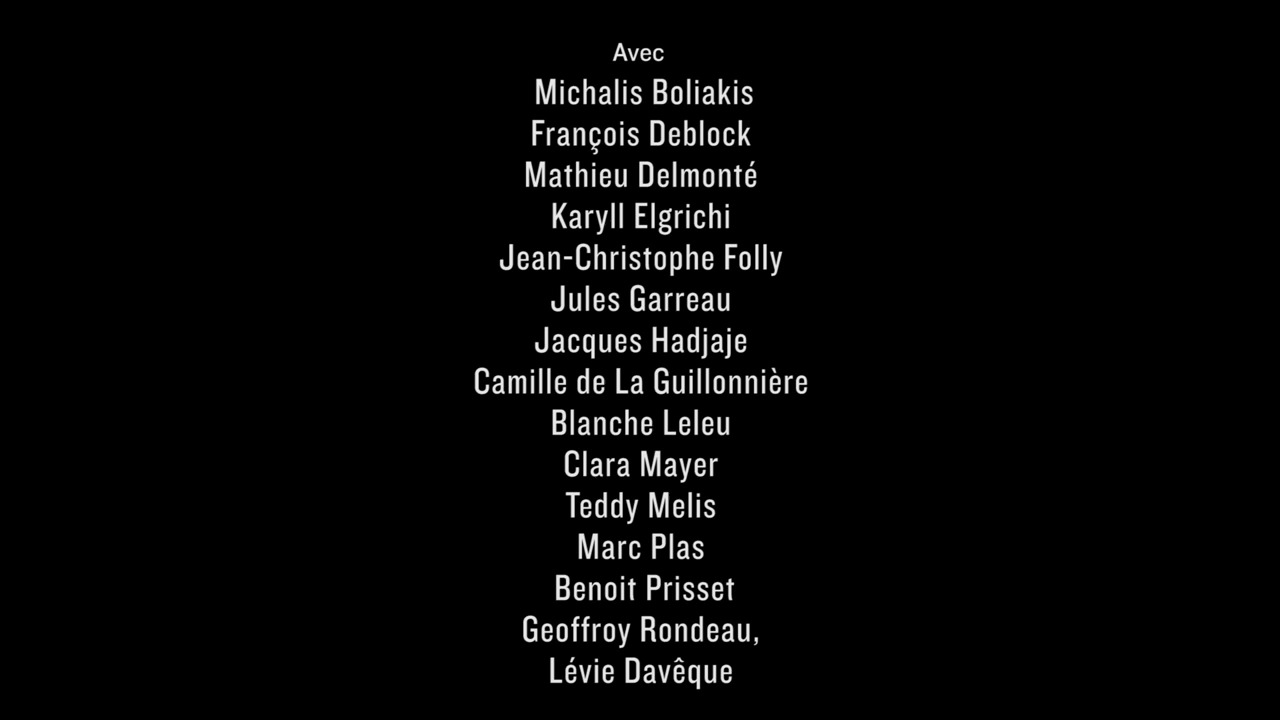 Avec
Michalis Boliakis
François Deblock
Mathieu Delmonté
Karyll Elgrichi
Jean-Christophe Folly
Jules Garreau
Jacques Hadjaje
Camille de La Guillonnière
Blanche Leleu
Clara Mayer
Teddy Melis
Marc Plas
Benoit Prisset
Geoffroy Rondeau,
Lévie Davêque